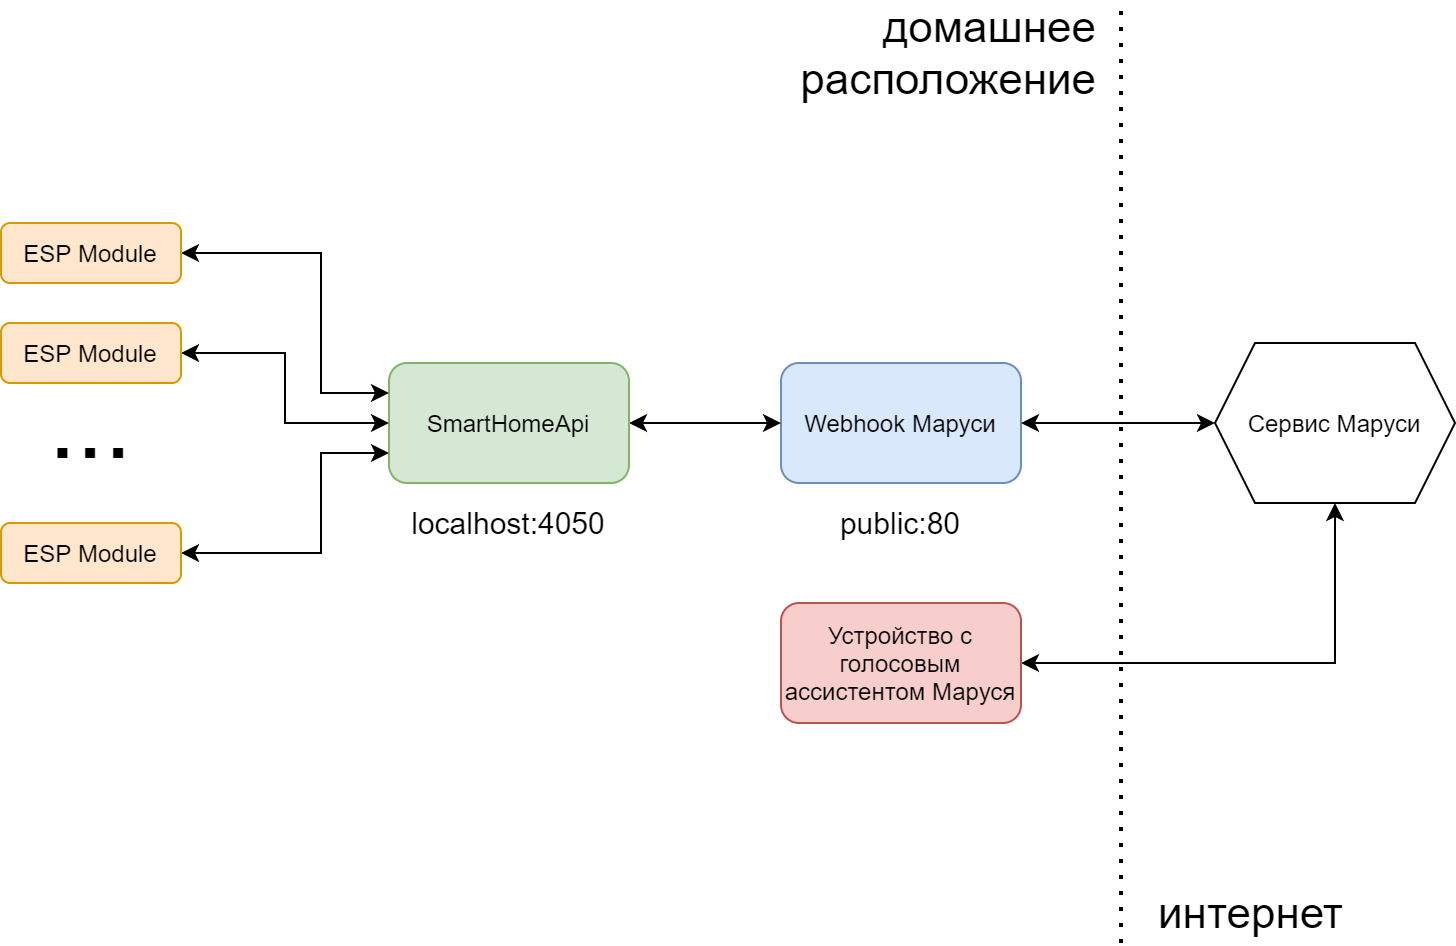 домашнее
расположение
ESP Module
ESP Module
...
ESP Module
SmartHomeApi
localhost:4050
Webhook Маруси
public:80
Сервис Маруси
Устройство с
голосовым
ассистентом Маруся
интернет